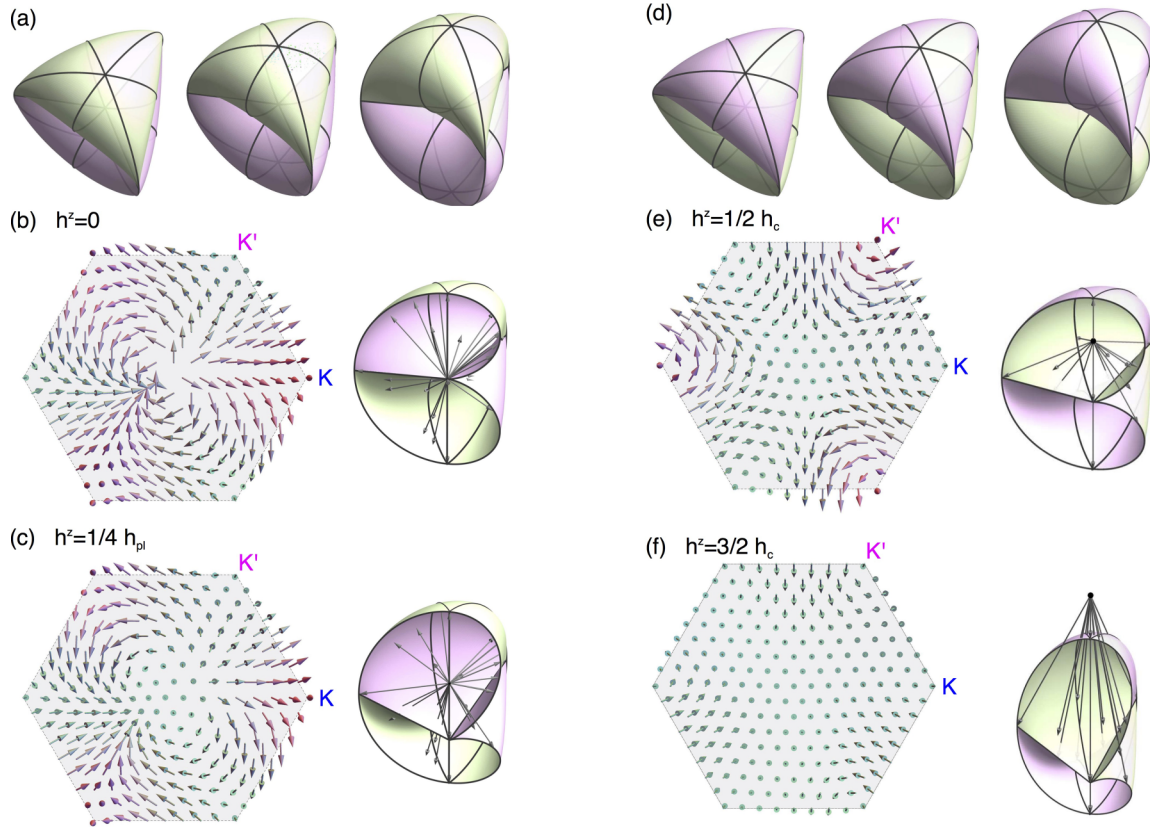 (a)
(b) h^z=0
K'
K
(c) h^z=1/4 h_pl
K'
K
(d)
(e) h^z=1/2 h_c
K'
K
(f) h^z=3/2 h_c
K'
K